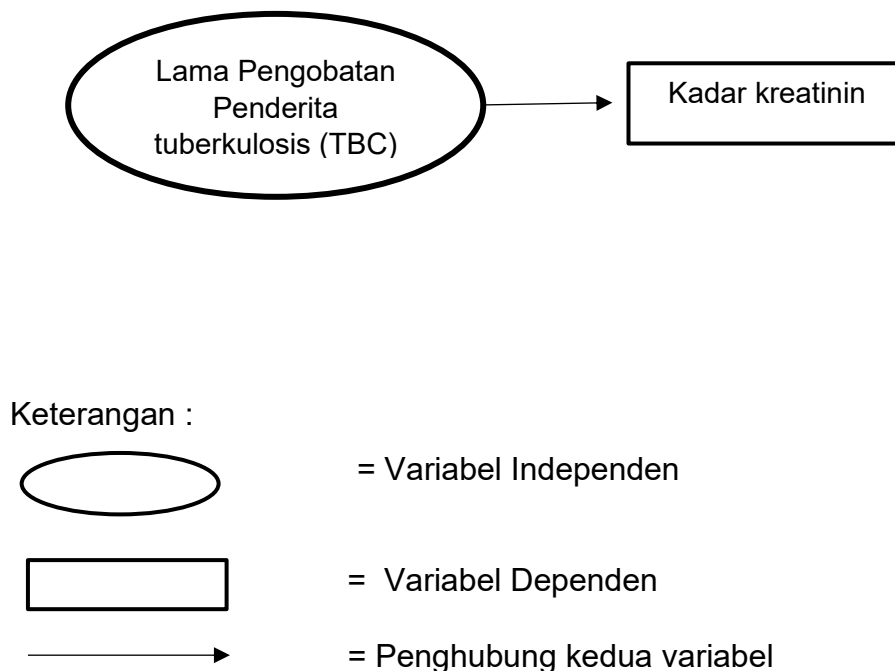 Lama Pengobatan
Penderita
tuberkulosis (TBC)
Kadar kreatinin
Keterangan :
= Variabel Independen
= Variabel Dependen
= Penghubung kedua variabel